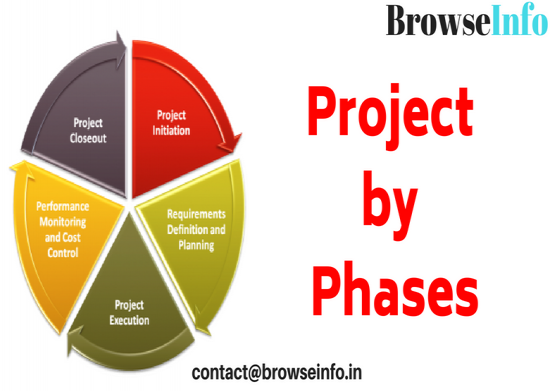 BrowseInfo
Project
Closeout
Project
Initiation
Performance
Monitoring
and Cost
Control
Requirements
Definition and
Planning
Project
Execution
Project
by
Phases
contact@browseinfo.in